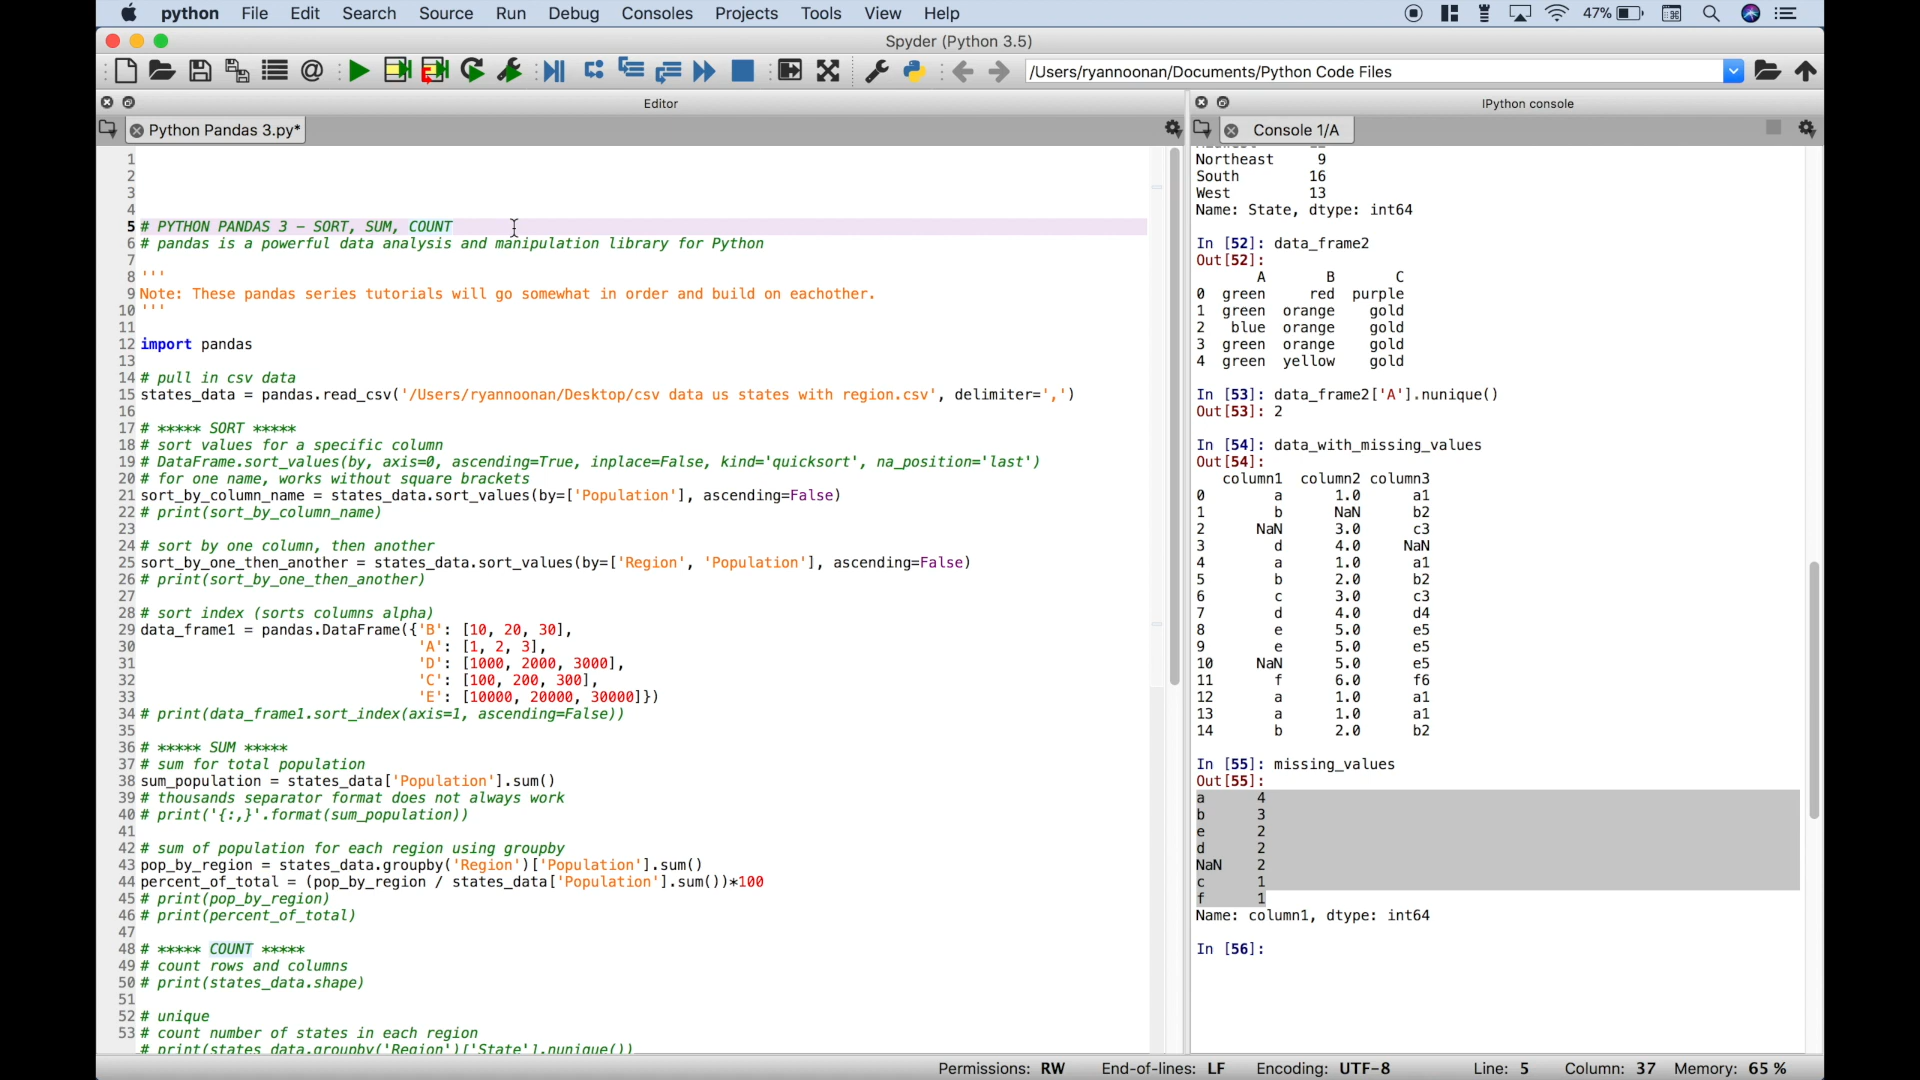 python File Edit Search Source Run Debug Consoles Projects Tools View Help 47%
Spyder (Python 3.5)
/Users/ryannoonan/Documents/Python Code Files
Editor
Python Pandas 3.py*
1
2
3
4
5 # PYTHON PANDAS 3 - SORT, SUM, COUNT
6 # pandas is a powerful data analysis and manipulation library for Python
7
8 '''
9 Note: These pandas series tutorials will go somewhat in order and build on eachother.
10 '''
11
12 import pandas
13
14 # pull in csv data
15 states_data = pandas.read_csv('/Users/ryannoonan/Desktop/csv data us states with region.csv', delimiter=',')
16
17 # ***** SORT *****
18 # sort values for a specific column
19 # DataFrame.sort_values(by, axis=0, ascending=True, inplace=False, kind='quicksort', na_position='last')
20 # for one name, works without square brackets
21 sort_by_column_name = states_data.sort_values(by=['Population'], ascending=False)
22 # print(sort_by_column_name)
23
24 # sort by one column, then another
25 sort_by_one_then_another = states_data.sort_values(by=['Region', 'Population'], ascending=False)
26 # print(sort_by_one_then_another)
27
28 # sort index (sorts columns alpha)
29 data_frame1 = pandas.DataFrame({'B': [10, 20, 30],
30 'A': [1, 2, 3],
31 'D': [1000, 2000, 3000],
32 'C': [100, 200, 300],
33 'E': [10000, 20000, 30000]})
34 # print(data_frame1.sort_index(axis=1, ascending=False))
35
36 # ***** SUM *****
37 # sum for total population
38 sum_population = states_data['Population'].sum()
39 # thousands separator format does not always work
40 # print('{:,}'.format(sum_population))
41
42 # sum of population for each region using groupby
43 pop_by_region = states_data.groupby('Region')['Population'].sum()
44 percent_of_total = (pop_by_region / states_data['Population'].sum())*100
45 # print(pop_by_region)
46 # print(percent_of_total)
47
48 # ***** COUNT *****
49 # count rows and columns
50 # print(states_data.shape)
51
52 # unique
53 # count number of states in each region
# print(states_data.groupby('Region')['State'].nunique())
IPython console
Console 1/A
Northeast 9
South 16
West 13
Name: State, dtype: int64
In [52]: data_frame2
Out[52]:
A B C
0 green red purple
1 green orange gold
2 blue orange gold
3 green orange gold
4 green yellow gold
In [53]: data_frame2['A'].nunique()
Out[53]: 2
In [54]: data_with_missing_values
Out[54]:
column1 column2 column3
0 a 1.0 a1
1 b NaN b2
2 NaN 3.0 c3
3 d 4.0 NaN
4 a 1.0 a1
5 b 2.0 b2
6 c 3.0 c3
7 d 4.0 d4
8 e 5.0 e5
9 e 5.0 e5
10 NaN 5.0 e5
11 f 6.0 f6
12 a 1.0 a1
13 a 1.0 a1
14 b 2.0 b2
In [55]: missing_values
Out[55]:
a 4
b 3
e 2
d 2
NaN 2
c 1
f 1
Name: column1, dtype: int64
In [56]:
Permissions: RW End-of-lines: LF Encoding: UTF-8 Line: 5 Column: 37 Memory: 65 %